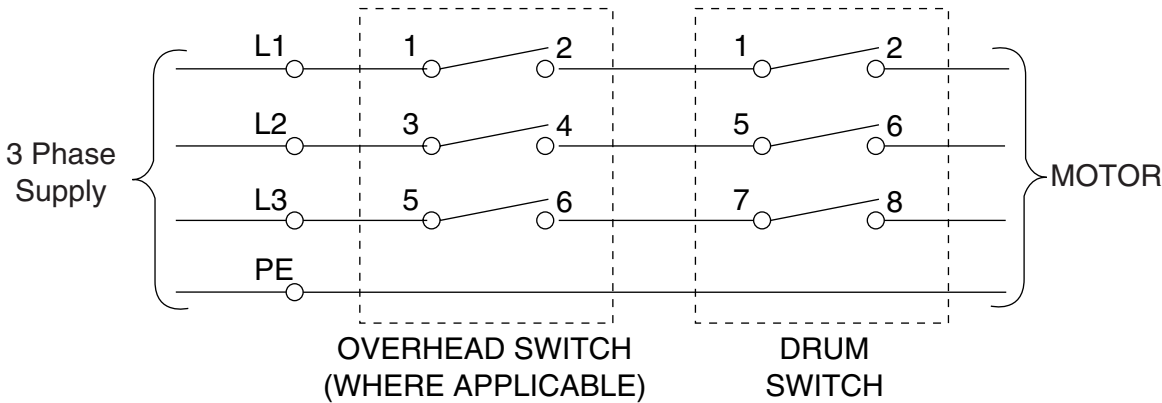 L1 1 2 1 2
L2 3 4 5 6
3 Phase
Supply
MOTOR
L3 5 6 7 8
PE
OVERHEAD SWITCH
(WHERE APPLICABLE)
DRUM
SWITCH